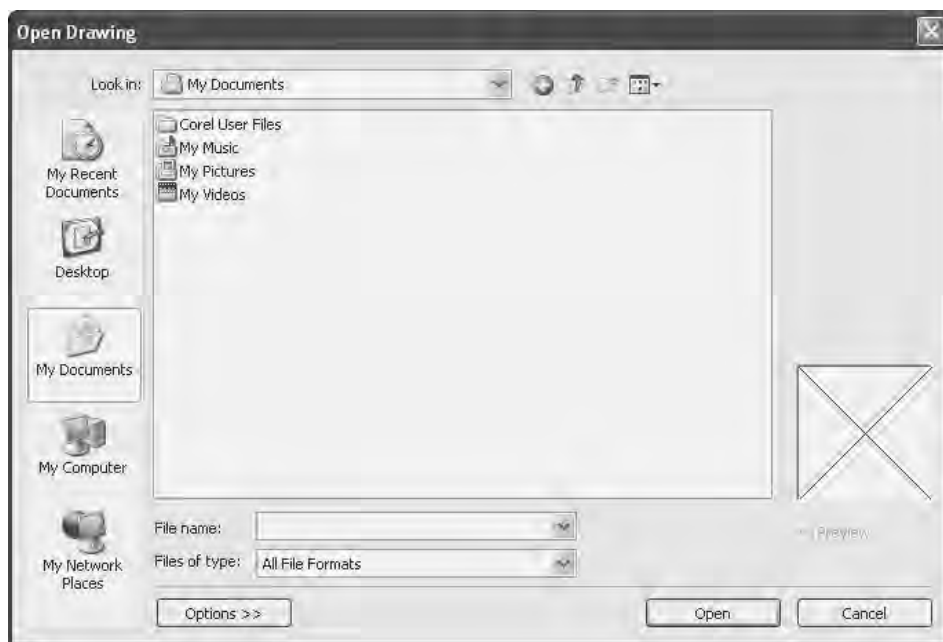 Open Drawing
Look in:
My Documents
My Recent
Documents
Desktop
My Documents
My Computer
My Network
Places
Corel User Files
My Music
My Pictures
My Videos
File name:
Files of type:
All File Formats
Preview
Options >>
Open
Cancel